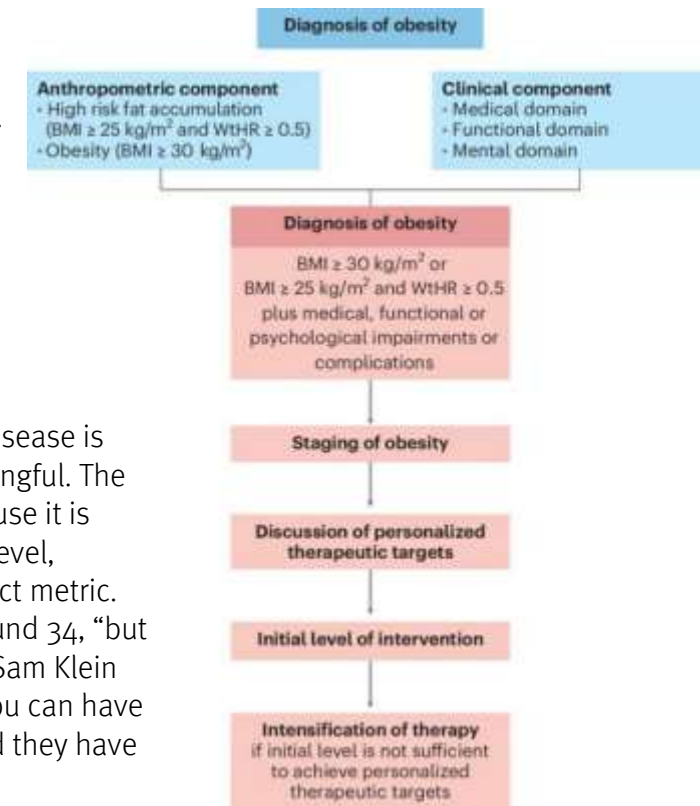 Diagnosis of obesity
Anthropometric component
• High risk fat accumulation
(BMI ≥ 25 kg/m² and WtHR ≥ 0.5)
• Obesity (BMI ≥ 30 kg/m²)
Clinical component
• Medical domain
• Functional domain
• Mental domain
Diagnosis of obesity
BMI ≥ 30 kg/m² or
BMI ≥ 25 kg/m² and WtHR ≥ 0.5
plus medical, functional or
psychological impairments or
complications
Staging of obesity
Discussion of personalized
therapeutic targets
Initial level of intervention
Intensification of therapy
if initial level is not sufficient
to achieve personalized
therapeutic targets
sease is
ngful. The
use it is
evel,
ct metric.
und 34, “but
Sam Klein
ou can have
d they have